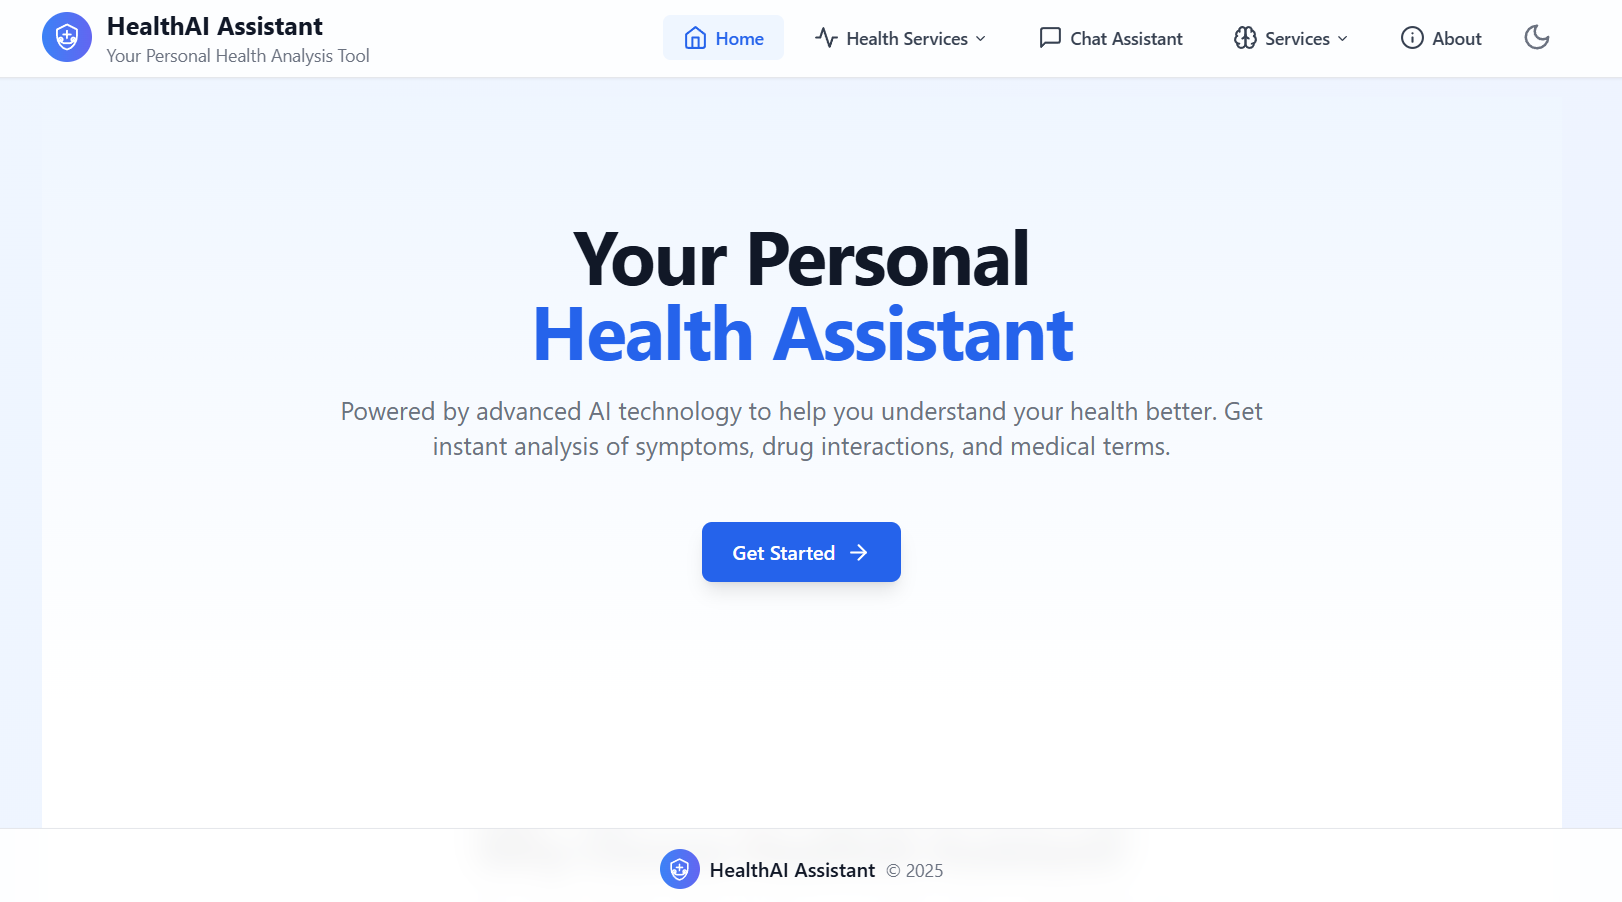 HealthAI Assistant
Your Personal Health Analysis Tool
Home
Health Services
Chat Assistant
Services
About
Your Personal
Health Assistant
Powered by advanced AI technology to help you understand your health better. Get
instant analysis of symptoms, drug interactions, and medical terms.
Get Started
HealthAI Assistant © 2025